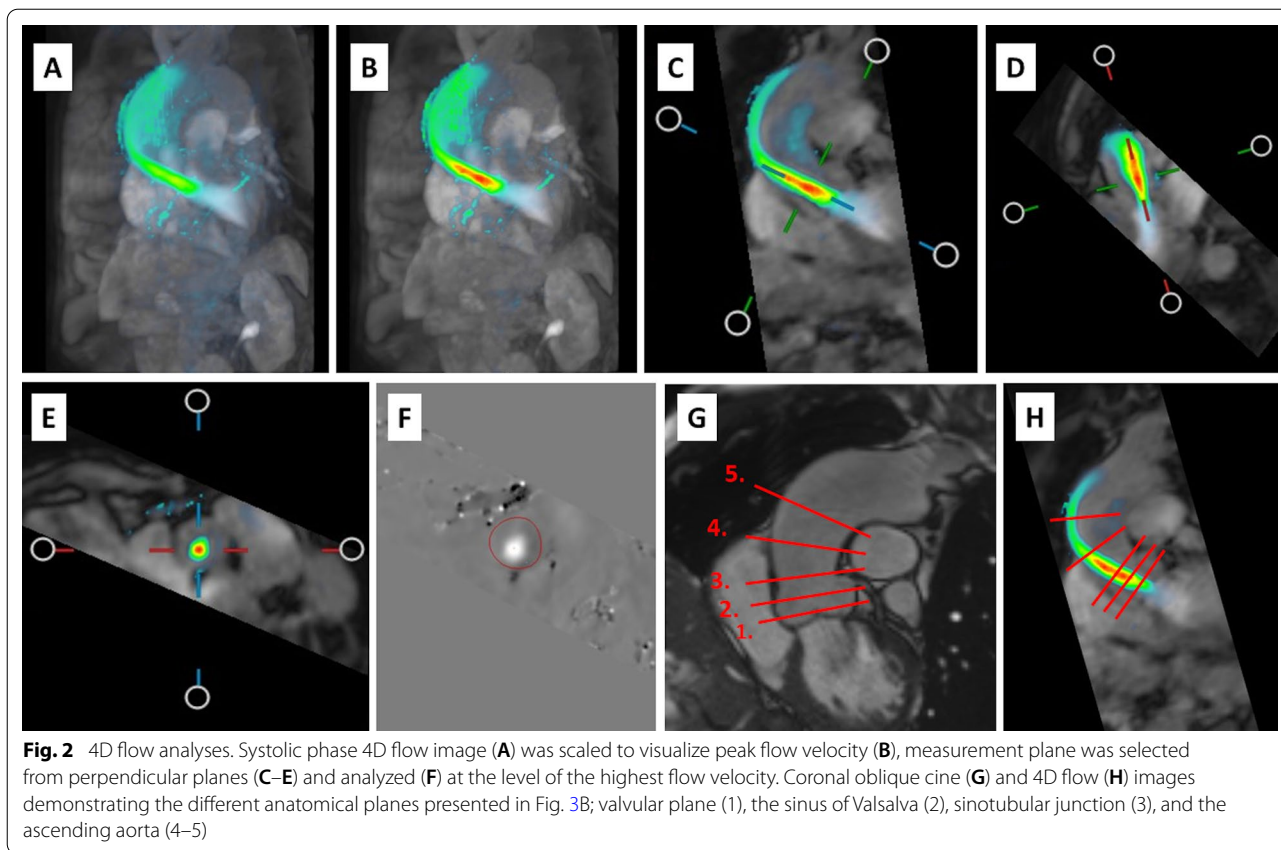 A
B
C
D
E
F
G
H
5.
4.
3.
2.
1.
Fig. 2 4D flow analyses. Systolic phase 4D flow image (A) was scaled to visualize peak flow velocity (B), measurement plane was selected
from perpendicular planes (C–E) and analyzed (F) at the level of the highest flow velocity. Coronal oblique cine (G) and 4D flow (H) images
demonstrating the different anatomical planes presented in Fig. 3B; valvular plane (1), the sinus of Valsalva (2), sinotubular junction (3), and the
ascending aorta (4–5)